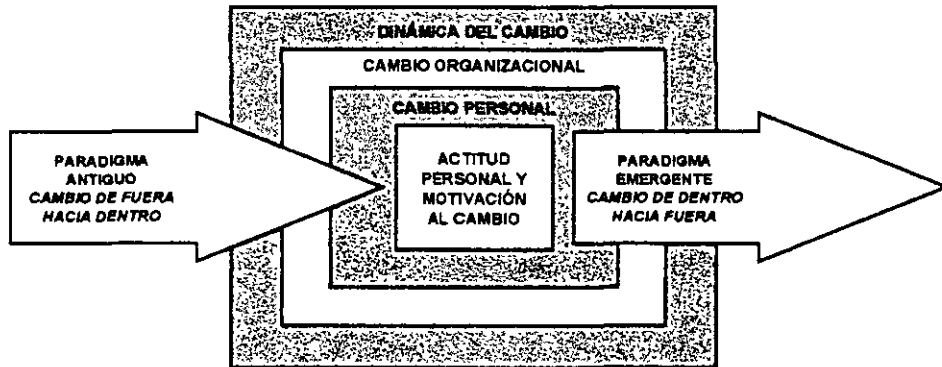 DINÁMICA DEL CAMBIO
CAMBIO ORGANIZACIONAL
CAMBIO PERSONAL
PARADIGMA
ANTIGUO
CAMBIO DE FUERA
HACIA DENTRO
ACTITUD
PERSONAL Y
MOTIVACIÓN
AL CAMBIO
PARADIGMA
EMERGENTE
CAMBIO DE DENTRO
HACIA FUERA